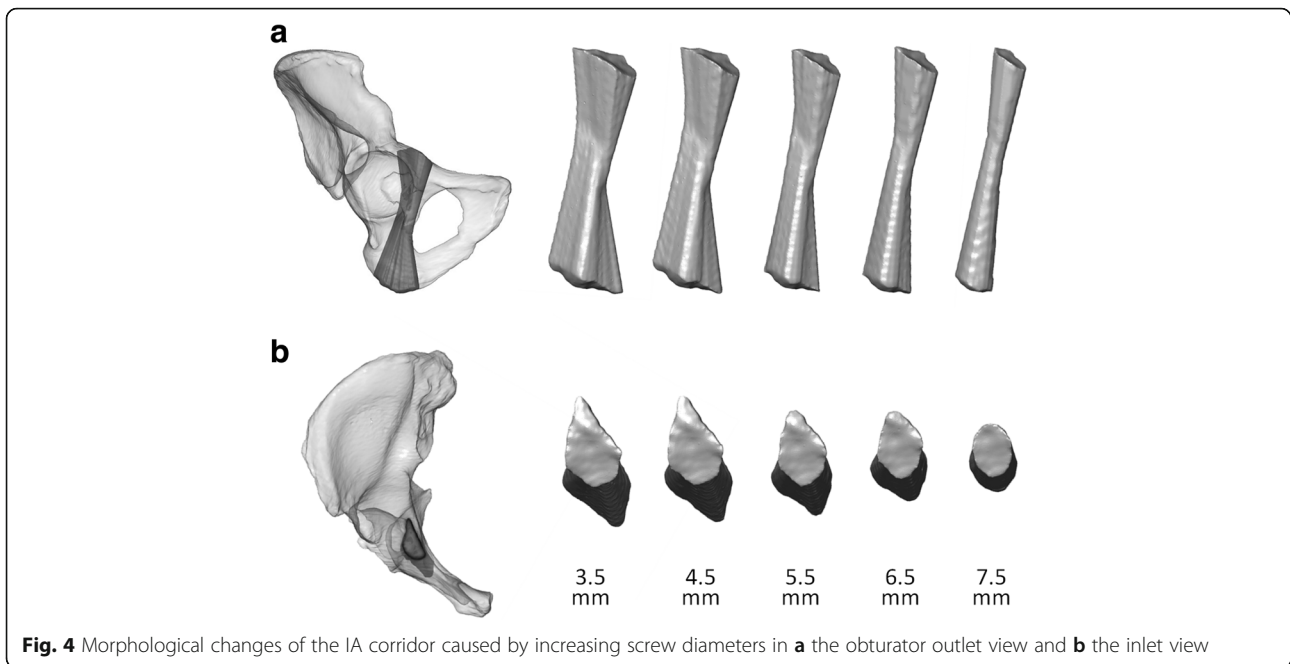 a
b
3.5 4.5 5.5 6.5 7.5
mm mm mm mm mm
Fig. 4 Morphological changes of the IA corridor caused by increasing screw diameters in a the obturator outlet view and b the inlet view